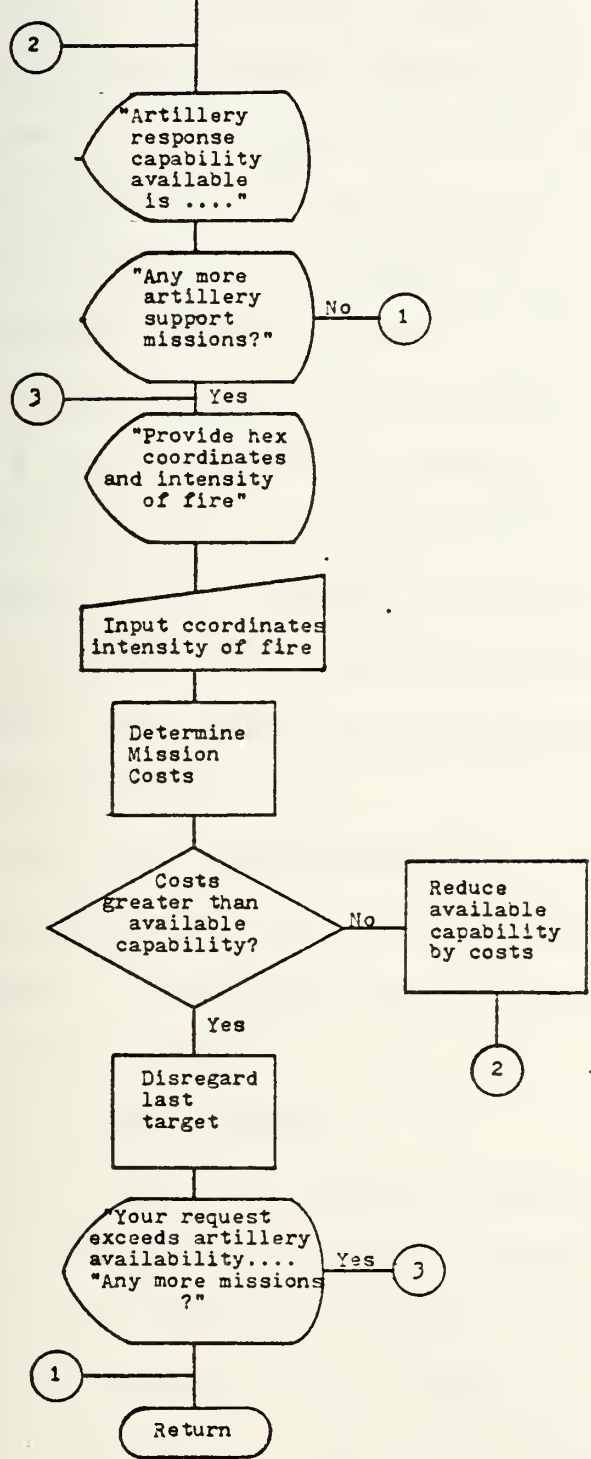 2
"Artillery
response
capability
available
is ...."
"Any more
artillery
support
missions?"
No
1
3
Yes
"Provide hex
coordinates
and intensity
of fire"
Input ccordinates
intensity of fire
Determine
Mission
Costs
Costs
greater than
available
capability?
No
Reduce
available
capability
by costs
Yes
2
Disregard
last
target
"Your request
exceeds artillery
availability....
"Any more missions
?"
Yes
3
1
Return